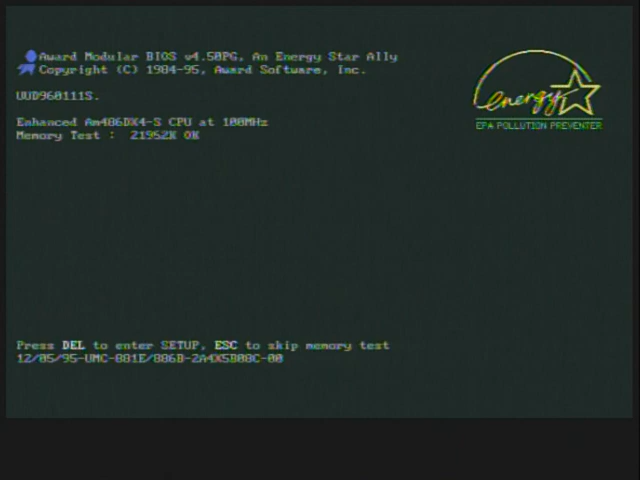 Award Modular BIOS v4.50PG, An Energy Star Ally
Copyright (C) 1984-95, Award Software, Inc.
UUD960111S.
Enhanced Am486DX4-S CPU at 100MHz
Memory Test : 21952K OK
energy
EPA POLLUTION PREVENTER
Press DEL to enter SETUP, ESC to skip memory test
12/05/95-UMC-881E/886B-2A4X5B08C-00